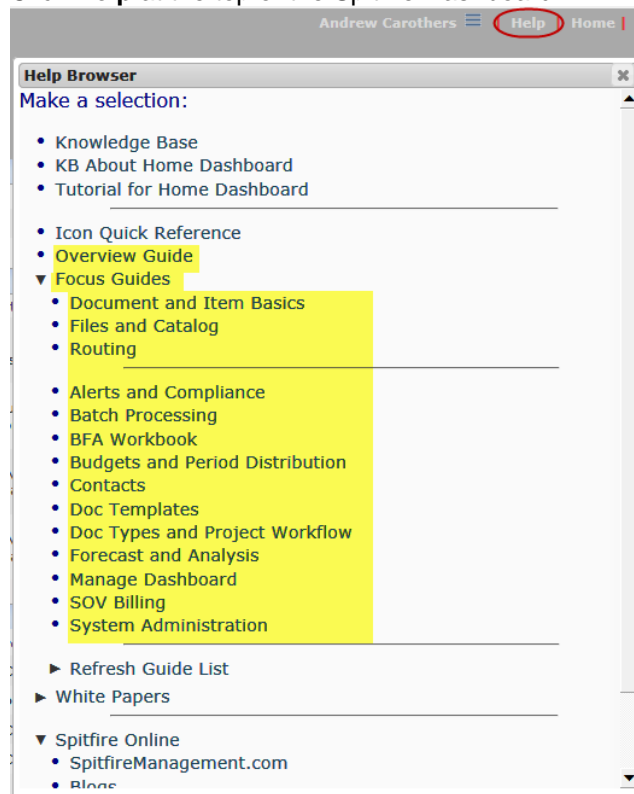 Andrew Carothers Help Home |
Help Browser
Make a selection:
• Knowledge Base
• KB About Home Dashboard
• Tutorial for Home Dashboard
• Icon Quick Reference
• Overview Guide
▼ Focus Guides
• Document and Item Basics
• Files and Catalog
• Routing
• Alerts and Compliance
• Batch Processing
• BFA Workbook
• Budgets and Period Distribution
• Contacts
• Doc Templates
• Doc Types and Project Workflow
• Forecast and Analysis
• Manage Dashboard
• SOV Billing
• System Administration
► Refresh Guide List
► White Papers
▼ Spitfire Online
• SpitfireManagement.com
• Blogs